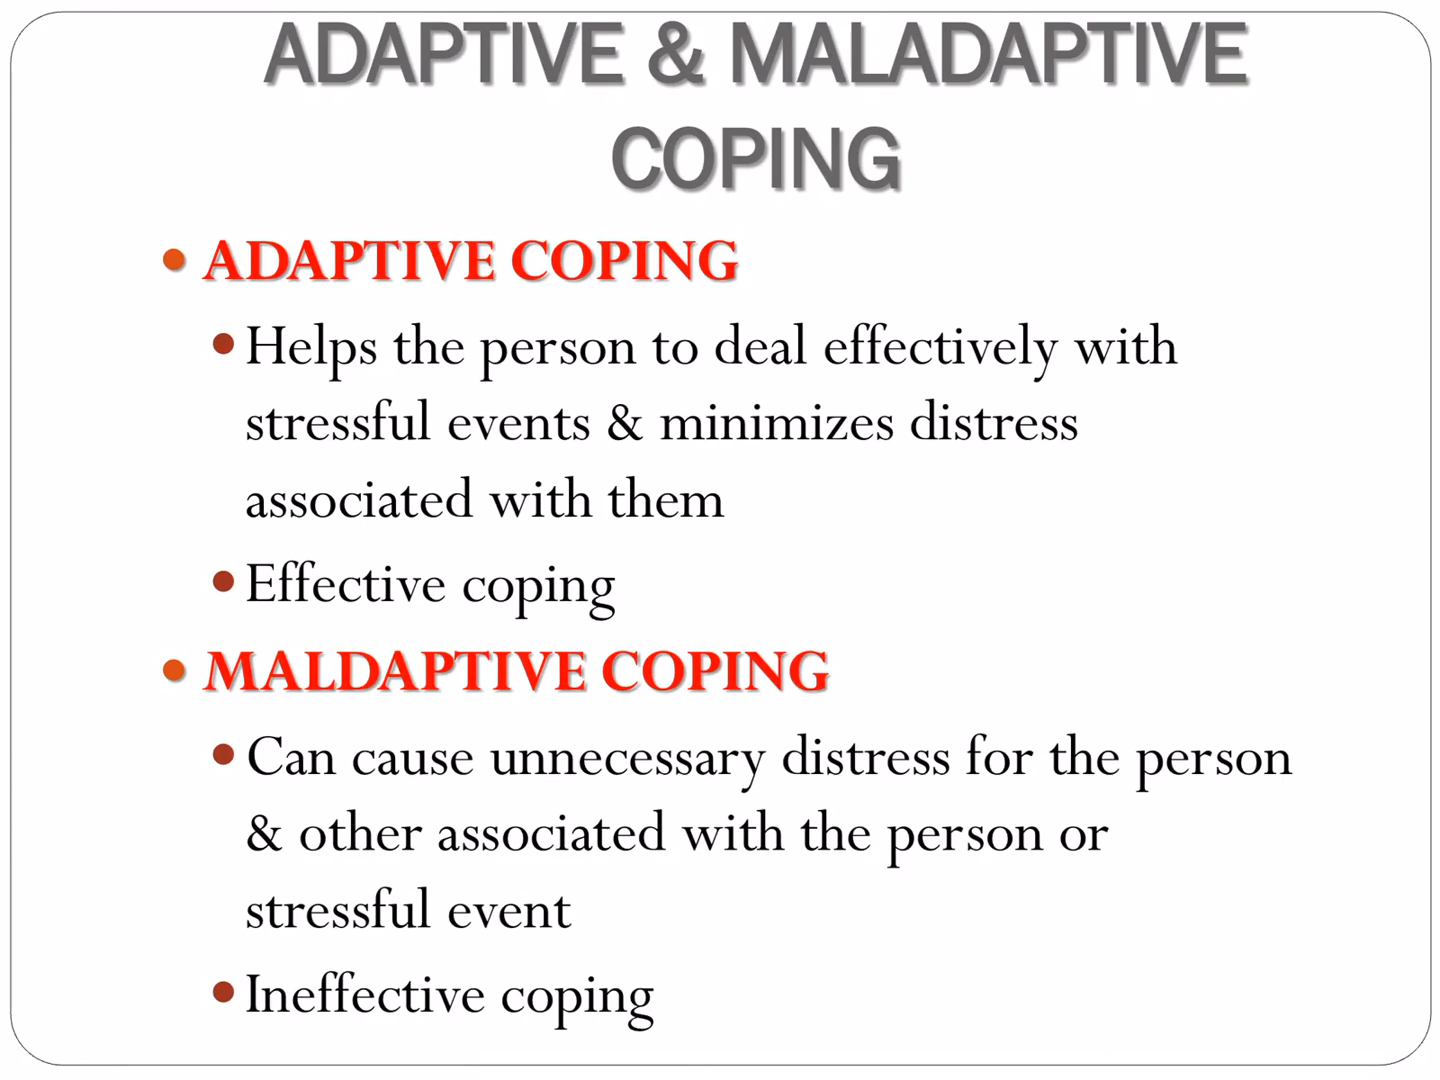 ADAPTIVE & MALADAPTIVE
COPING
• ADAPTIVE COPING
• Helps the person to deal effectively with
stressful events & minimizes distress
associated with them
• Effective coping
• MALDAPTIVE COPING
• Can cause unnecessary distress for the person
& other associated with the person or
stressful event
• Ineffective coping